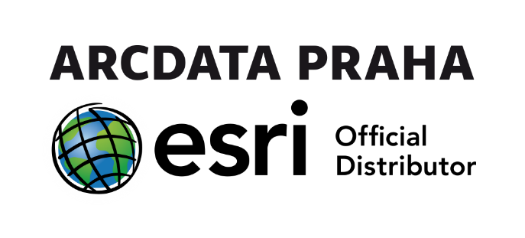 ARCDATA PRAHA
esri
Official
Distributor